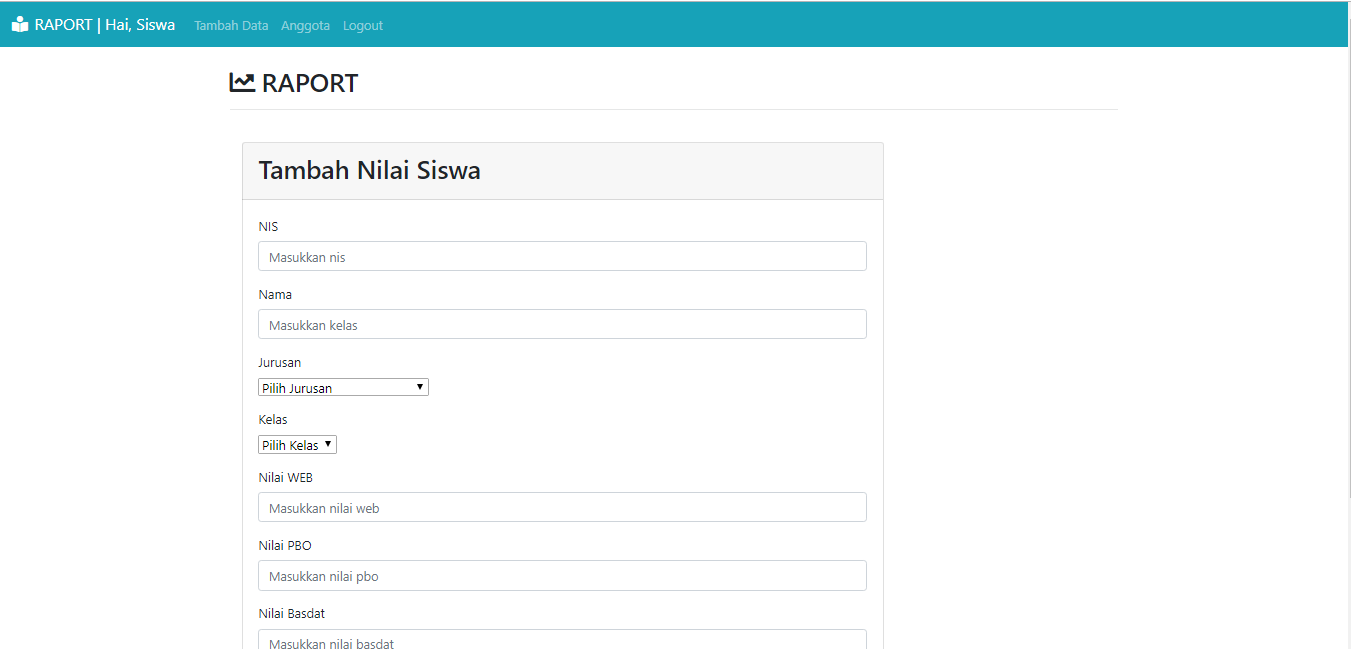 RAPORT | Hai, Siswa Tambah Data Anggota Logout
RAPORT
Tambah Nilai Siswa
NIS
Masukkan nis
Nama
Masukkan kelas
Jurusan
Pilih Jurusan
Kelas
Pilih Kelas
Nilai WEB
Masukkan nilai web
Nilai PBO
Masukkan nilai pbo
Nilai Basdat
Masukkan nilai basdat